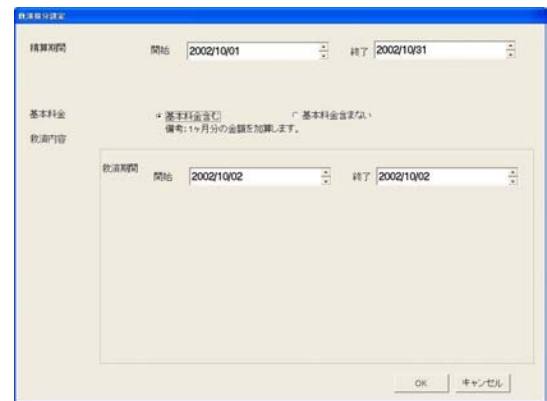 救済区分設定
精算期間 開始 2002/10/01 終了 2002/10/31
基本料金 基本料金含む 基本料金含まない
備考:1ヶ月分の金額を加算します。
救済内容
救済期間 開始 2002/10/02 終了 2002/10/02
OK キャンセル